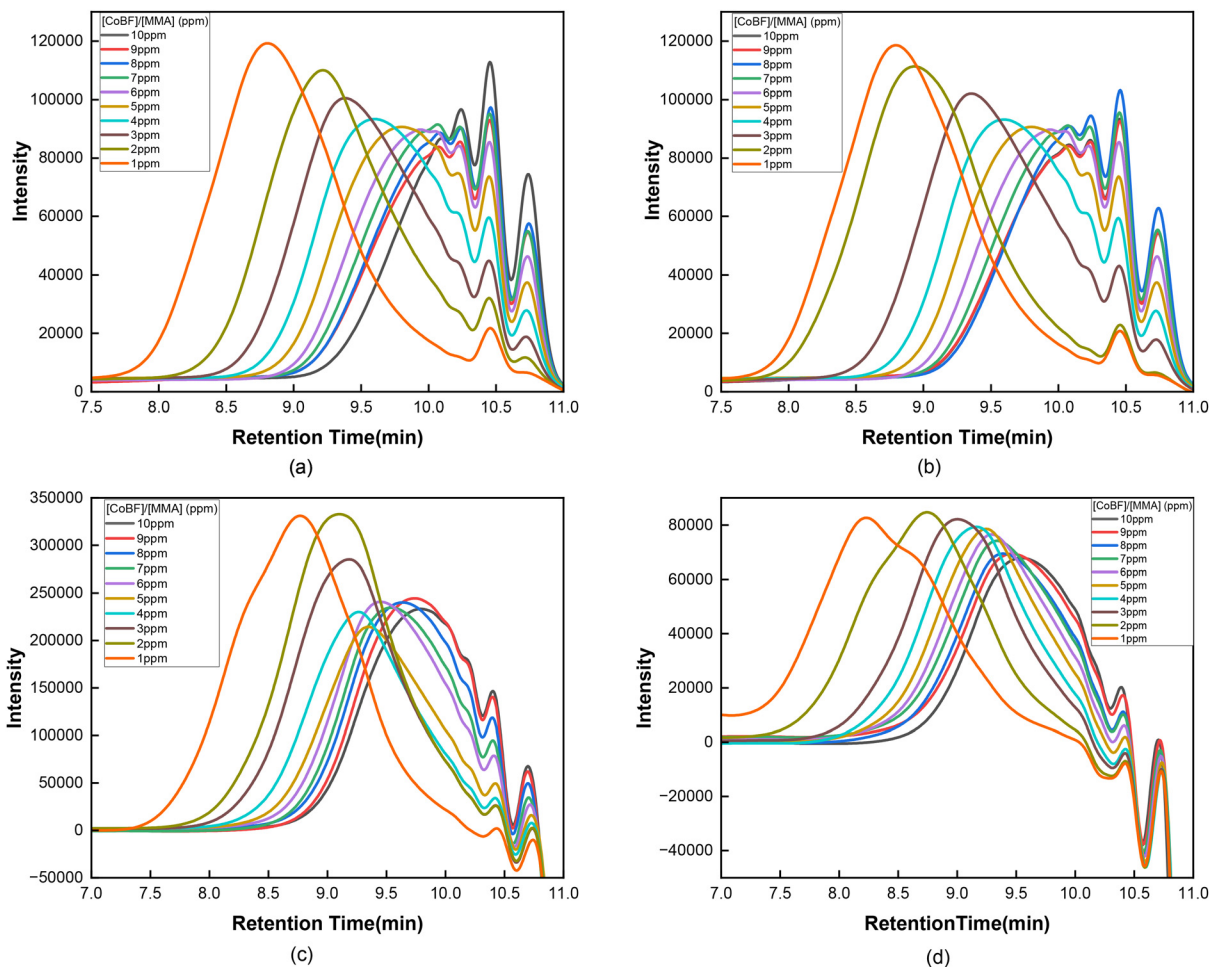 [CoBF]/[MMA] (ppm)
10ppm
9ppm
8ppm
7ppm
6ppm
5ppm
4ppm
3ppm
2ppm
1ppm
120000
100000
80000
60000
40000
20000
0
Intensity
7.5 8.0 8.5 9.0 9.5 10.0 10.5 11.0
Retention Time(min)
(a)
[CoBF]/[MMA] (ppm)
10ppm
9ppm
8ppm
7ppm
6ppm
5ppm
4ppm
3ppm
2ppm
1ppm
120000
100000
80000
60000
40000
20000
0
Intensity
7.5 8.0 8.5 9.0 9.5 10.0 10.5 11.0
Retention Time(min)
(b)
[CoBF]/[MMA] (ppm)
10ppm
9ppm
8ppm
7ppm
6ppm
5ppm
4ppm
3ppm
2ppm
1ppm
350000
300000
250000
200000
150000
100000
50000
0
−50000
Intensity
7.0 7.5 8.0 8.5 9.0 9.5 10.0 10.5 11.0
Retention Time(min)
(c)
[CoBF]/[MMA] (ppm)
10ppm
9ppm
8ppm
7ppm
6ppm
5ppm
4ppm
3ppm
2ppm
1ppm
80000
60000
40000
20000
0
−20000
−40000
Intensity
7.0 7.5 8.0 8.5 9.0 9.5 10.0 10.5 11.0
RetentionTime(min)
(d)